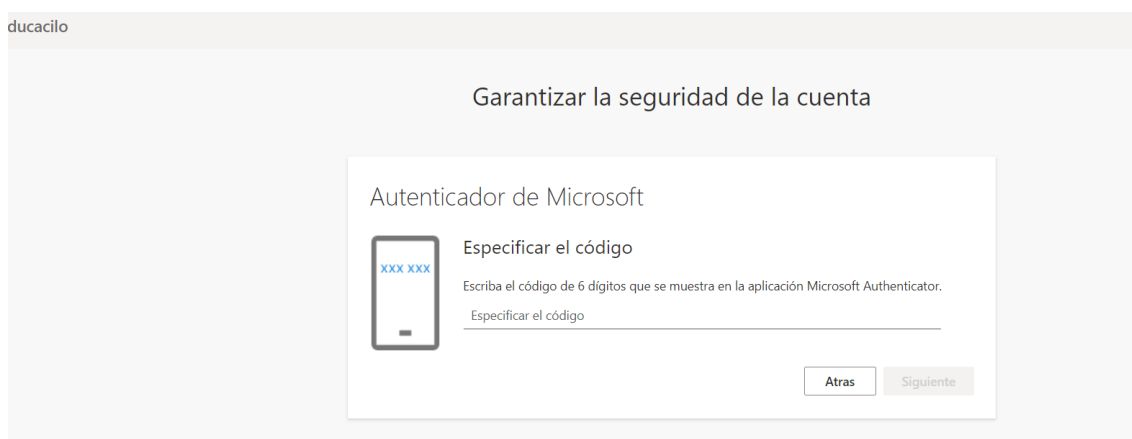 ducacilo
Garantizar la seguridad de la cuenta
Autenticador de Microsoft
xxx xxx
Especificar el código
Escriba el código de 6 dígitos que se muestra en la aplicación Microsoft Authenticator.
Especificar el código
Atras
Siguiente